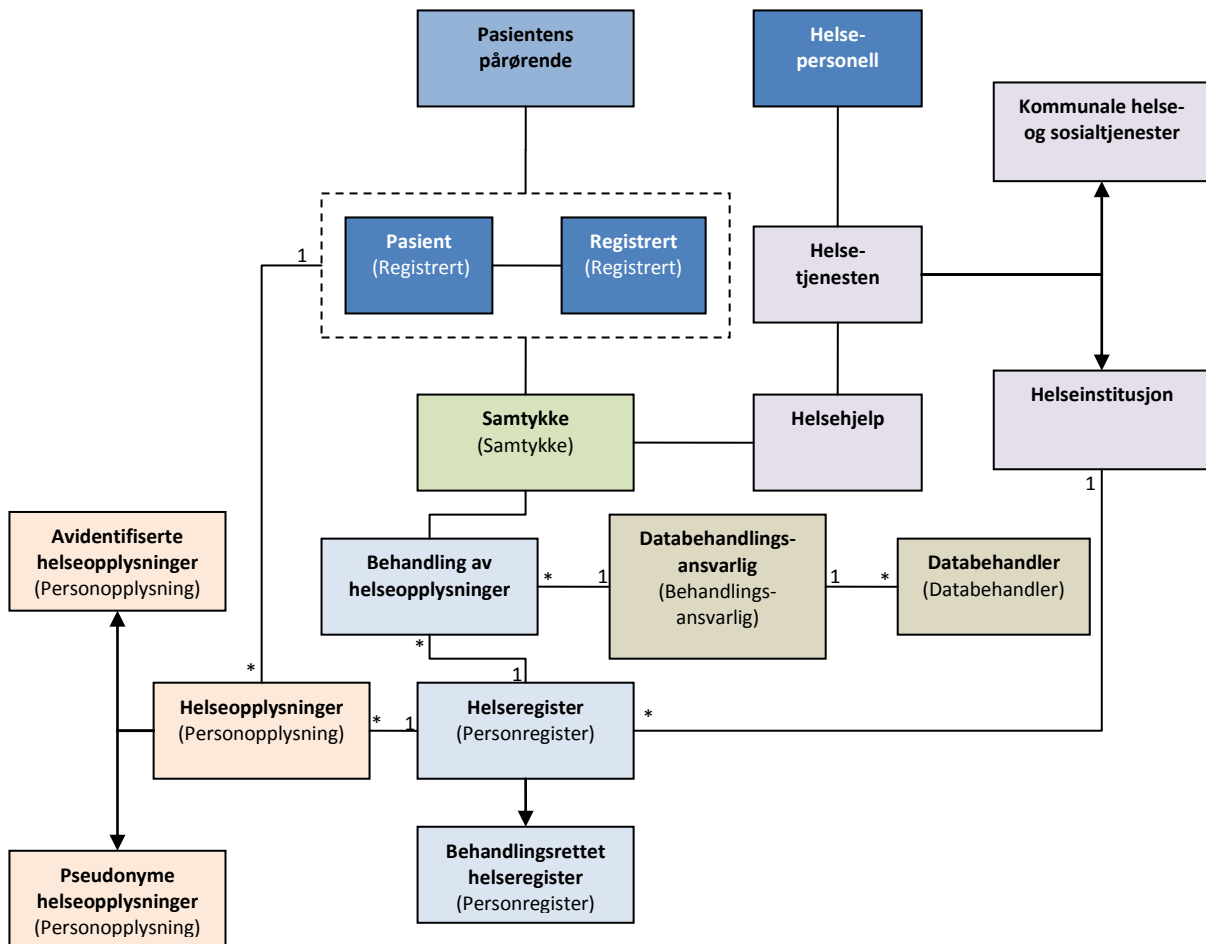 Pasientens
pårørende
Helse-
personell
Kommunale helse-
og sosialtjenester
Pasient
(Registrert)
Registrert
(Registrert)
1
Helse-
tjenesten
Samtykke
(Samtykke)
Helsehjelp
Helseinstitusjon
1
Avidentifiserte
helseopplysninger
(Personopplysning)
Behandling av
helseopplysninger
*
1
Databehandlings-
ansvarlig
(Behandlings-
ansvarlig)
1
*
Databehandler
(Databehandler)
*
1
*
Helseopplysninger
(Personopplysning)
*
1
Helseregister
(Personregister)
*
Behandlingsrettet
helseregister
(Personregister)
Pseudonyme
helseopplysninger
(Personopplysning)